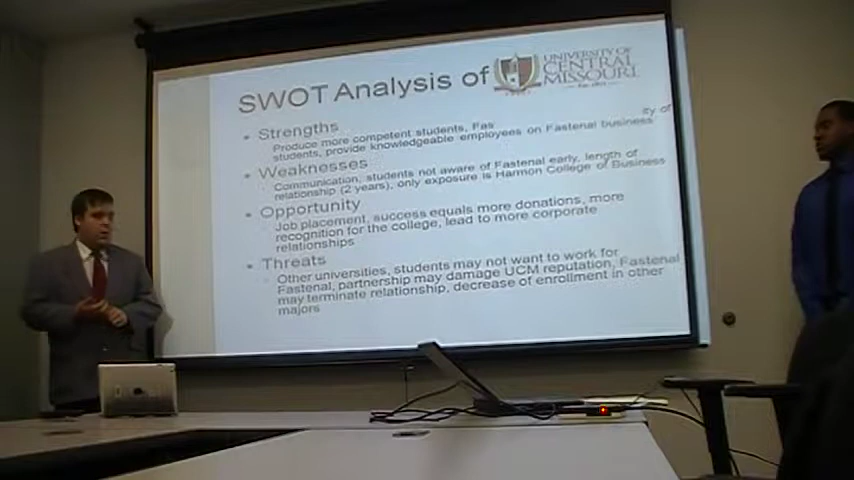 SWOT Analysis of
UNIVERSITY OF
CENTRAL
MISSOURI
• Strengths
Produce more competent students, Fas
ity of
students, provide knowledgeable employees on Fastenal business
• Weaknesses
Communication, students not aware of Fastenal early, length of
relationship (2 years), only exposure is Harmon College of Business
• Opportunity
Job placement, success equals more donations, more
recognition for the college, lead to more corporate
relationships
• Threats
Other universities, students may not want to work for
Fastenal, partnership may damage UCM reputation, Fastenal
may terminate relationship, decrease of enrollment in other
majors